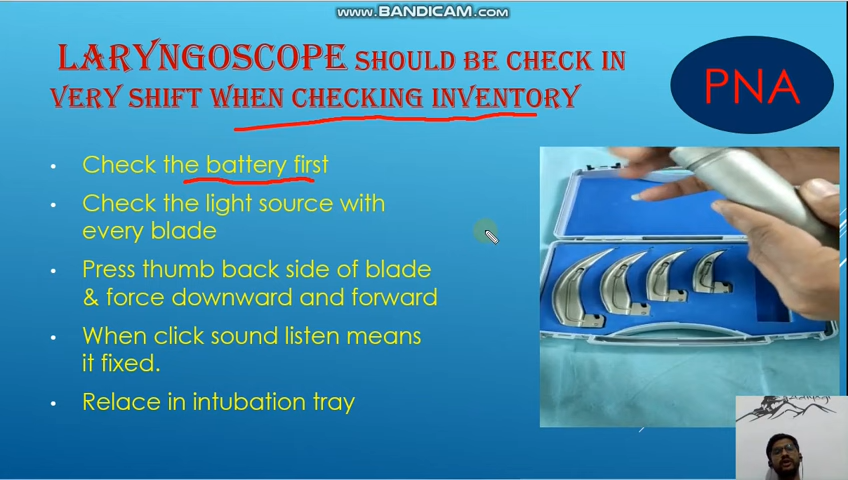 www.BANDICAM.com
LARYNGOSCOPE SHOULD BE CHECK IN
VERY SHIFT WHEN CHECKING INVENTORY
PNA
• Check the battery first
• Check the light source with
every blade
• Press thumb back side of blade
& force downward and forward
• When click sound listen means
it fixed.
• Relace in intubation tray